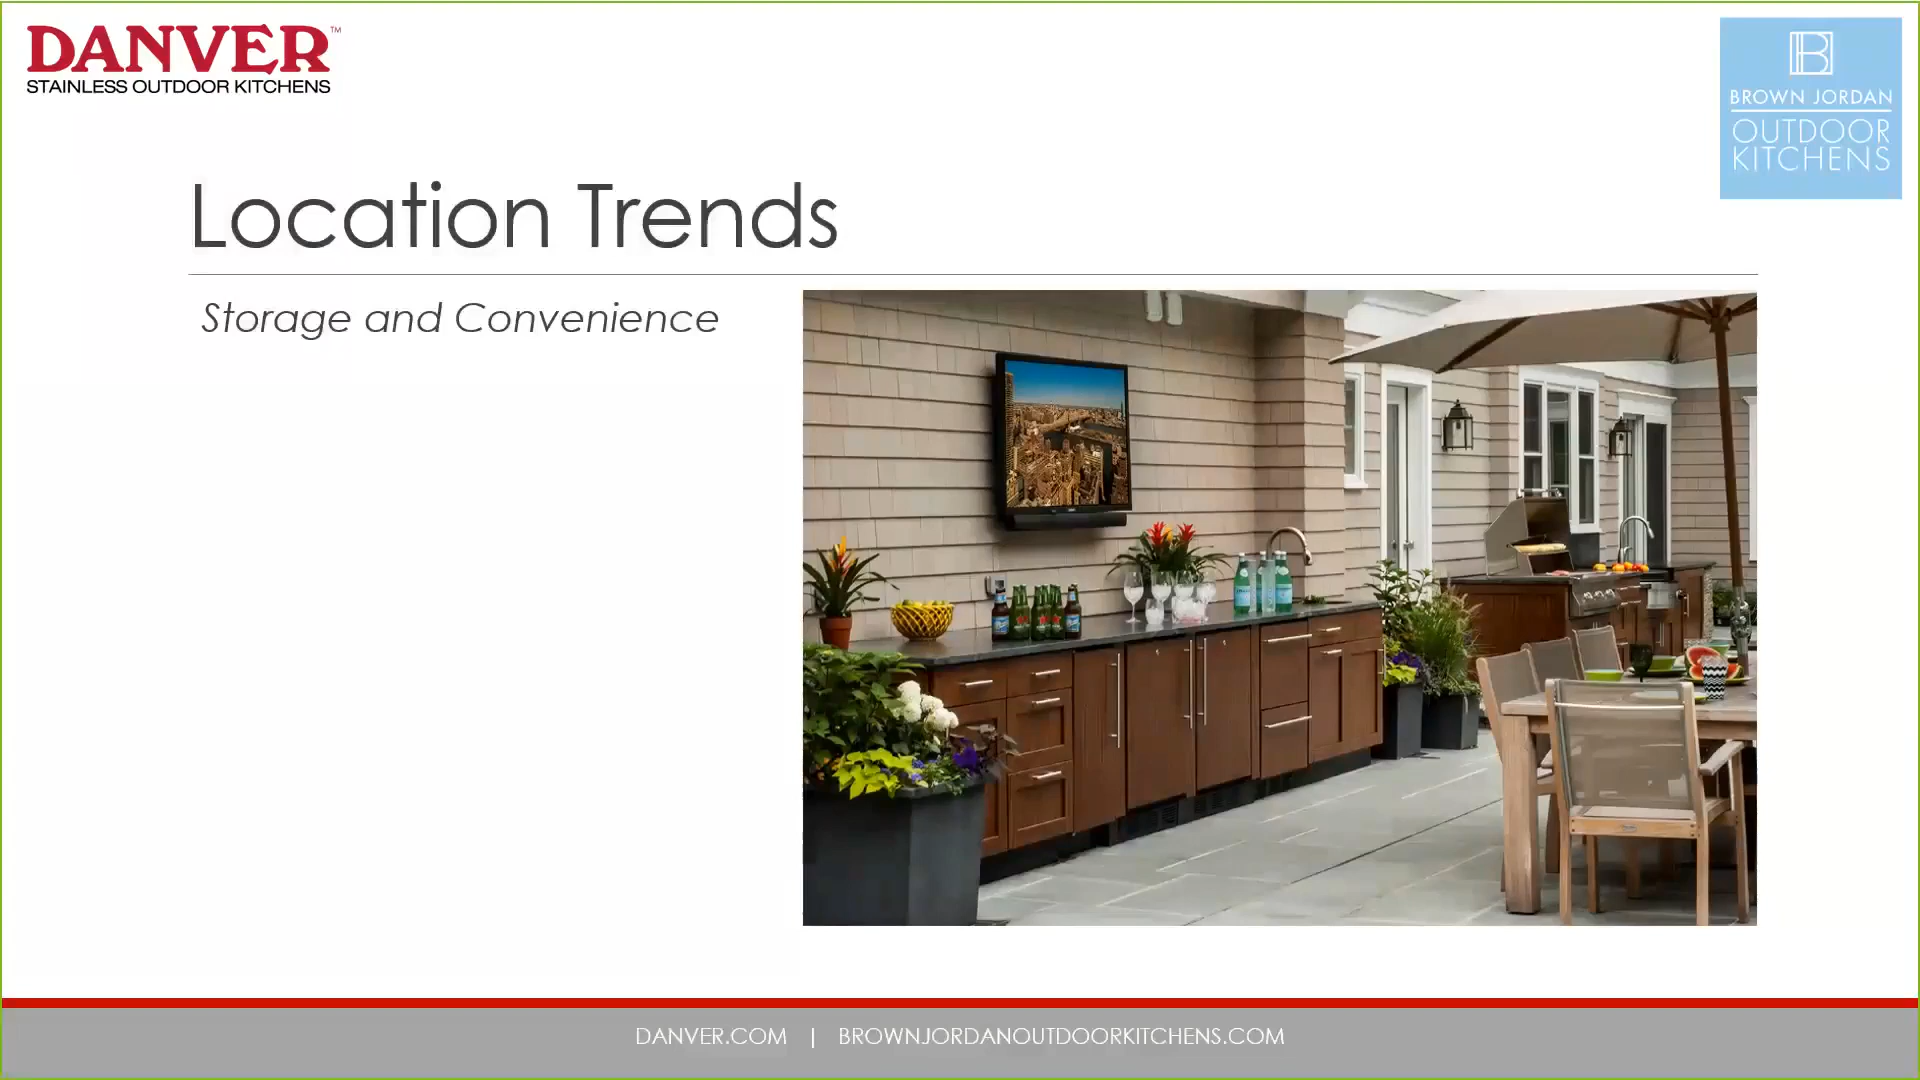 DANVER™
STAINLESS OUTDOOR KITCHENS
B
BROWN JORDAN
OUTDOOR
KITCHENS
Location Trends
Storage and Convenience
DANVER.COM | BROWNJORDANOUTDOORKITCHENS.COM